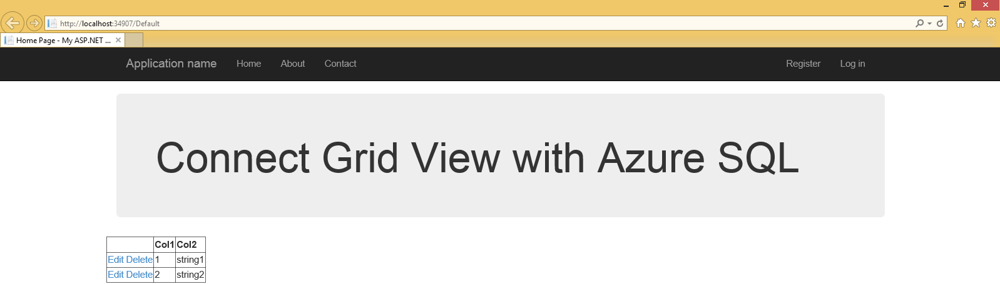 http://localhost:34907/Default
Home Page - My ASP.NET ...
Application name Home About Contact Register Log in
Connect Grid View with Azure SQL
Col1 Col2
Edit Delete 1 string1
Edit Delete 2 string2